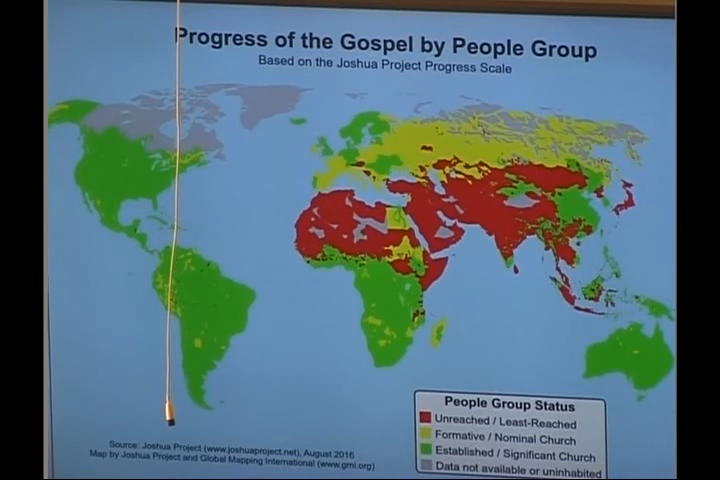 Progress of the Gospel by People Group
Based on the Joshua Project Progress Scale
People Group Status
Unreached / Least-Reached
Formative / Nominal Church
Established / Significant Church
Data not available or uninhabited
Source: Joshua Project (www.joshuaproject.net), August 2016
Map by Joshua Project and Global Mapping International (www.gmi.org)